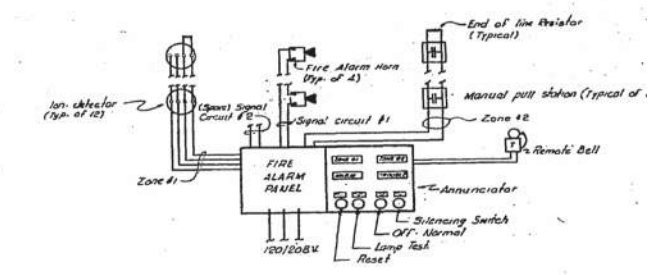 End of line Resistor
(Typical)
Fire Alarm Horn
(Typ. of 4)
Manual pull station (Typical of
Ion detector
(Typ. of 12)
(Spare) Signal
Circuit #2
Signal circuit #1
Zone #2
Remote Bell
T
FIRE
ALARM
PANEL
ZONE #1
ZONE #2
TROUBLE
Zone #1
Annunciator
Silencing Switch
Off-Normal
Lamp Test
Reset
120/208V.